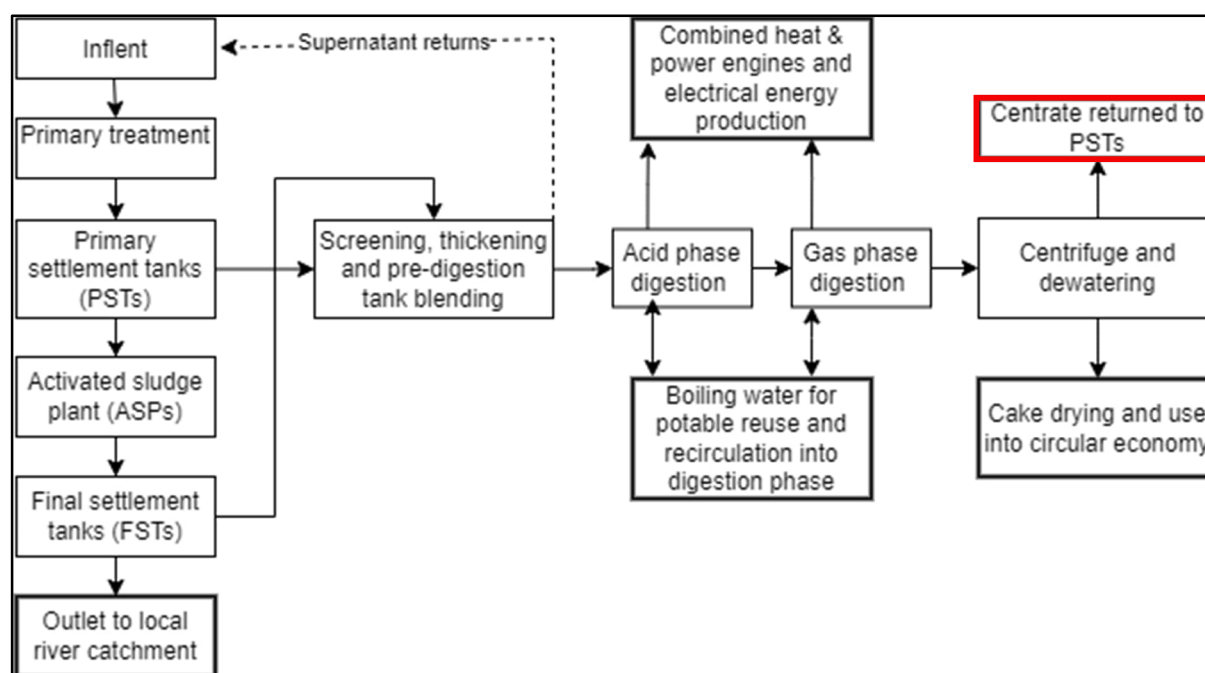 Inflent
Supernatant returns
Primary treatment
Primary
settlement tanks
(PSTs)
Activated sludge
plant (ASPs)
Final settlement
tanks (FSTs)
Outlet to local
river catchment
Screening, thickening
and pre-digestion
tank blending
Combined heat &
power engines and
electrical energy
production
Acid phase
digestion
Gas phase
digestion
Boiling water for
potable reuse and
recirculation into
digestion phase
Centrate returned to
PSTs
Centrifuge and
dewatering
Cake drying and use
into circular economy